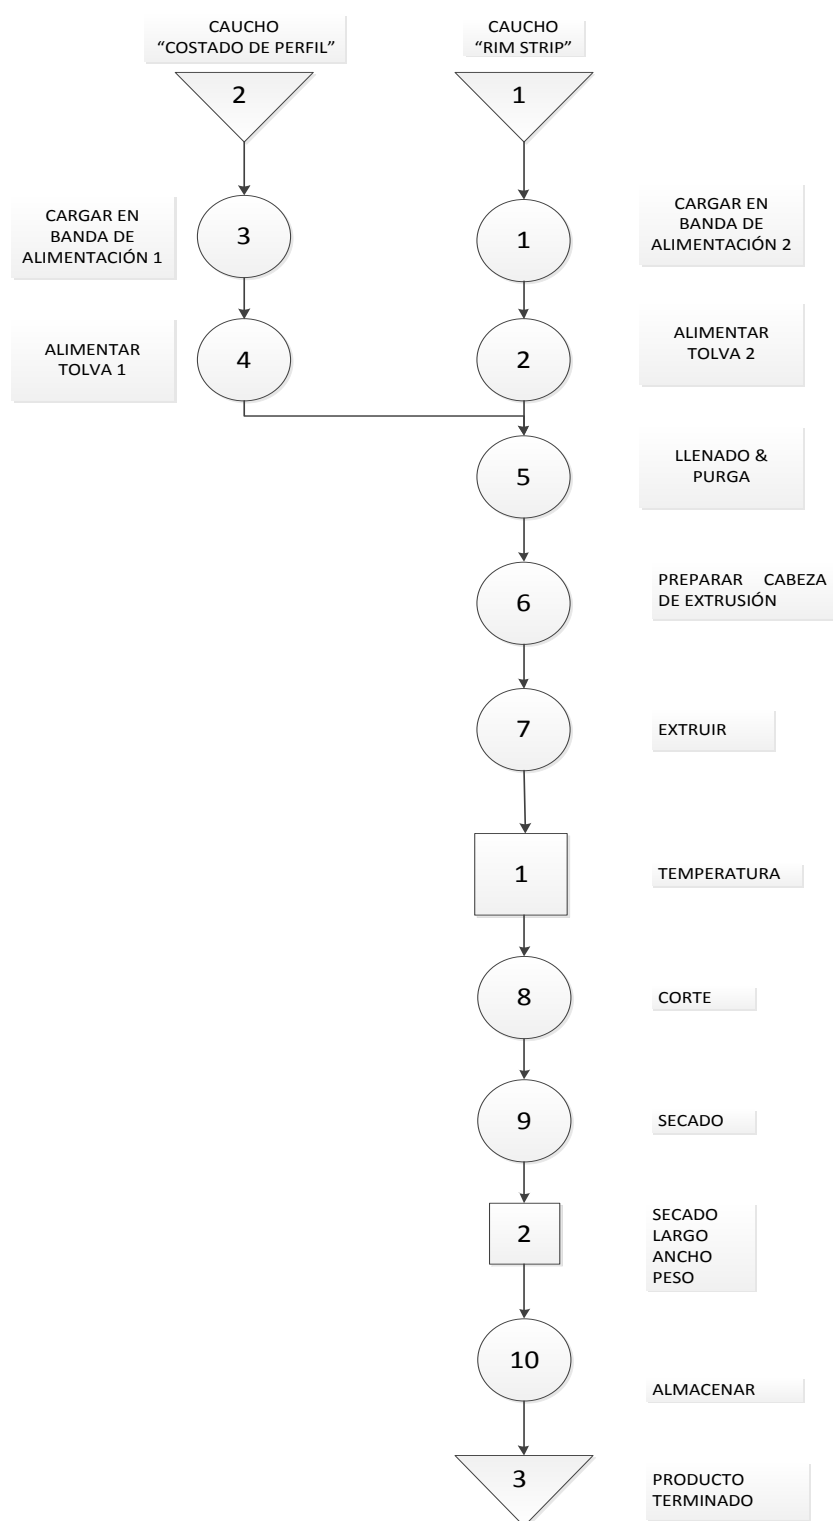 CAUCHO
“COSTADO DE PERFIL”
CAUCHO
“RIM STRIP”
2
1
CARGAR EN
BANDA DE
ALIMENTACIÓN 1
3
1
CARGAR EN
BANDA DE
ALIMENTACIÓN 2
ALIMENTAR
TOLVA 1
4
2
ALIMENTAR
TOLVA 2
5
LLENADO &
PURGA
6
PREPARAR CABEZA
DE EXTRUSIÓN
7
EXTRUIR
1
TEMPERATURA
8
CORTE
9
SECADO
2
SECADO
LARGO
ANCHO
PESO
10
ALMACENAR
3
PRODUCTO
TERMINADO